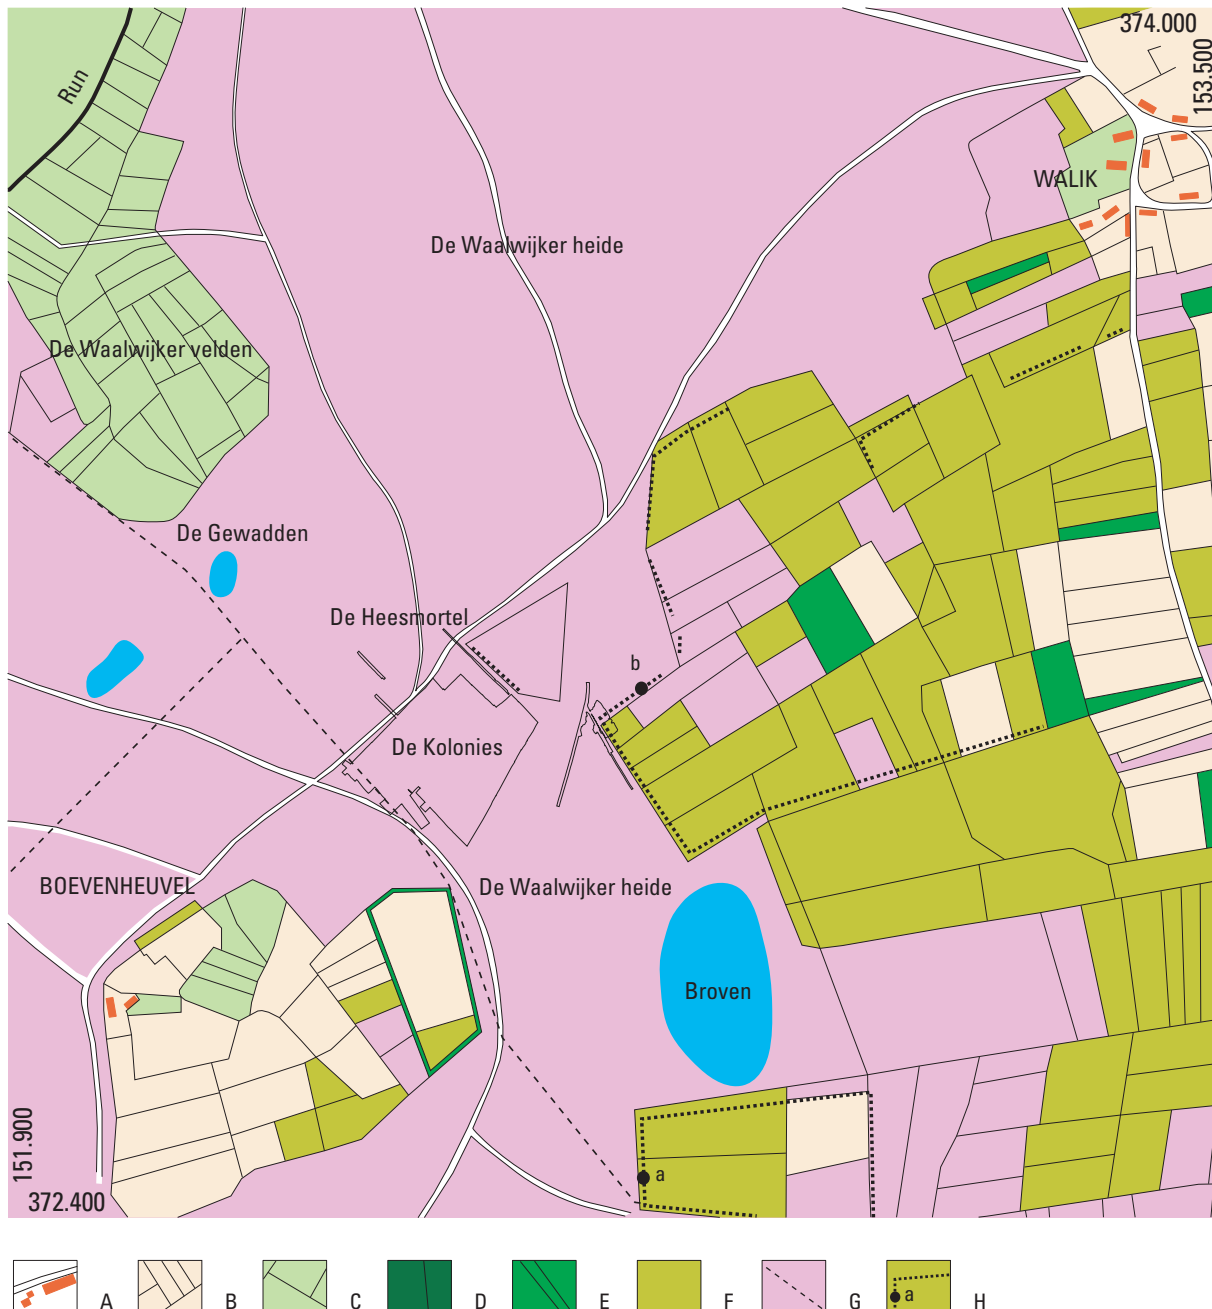 374.000
153.500
Run
WALIK
De Waalwijker heide
De Waalwijker velden
De Gewadden
De Heesmortel
b
De Kolonies
BOEVENHEUVEL
De Waalwijker heide
Broven
a
151.900
372.400
A B C D E F G a H